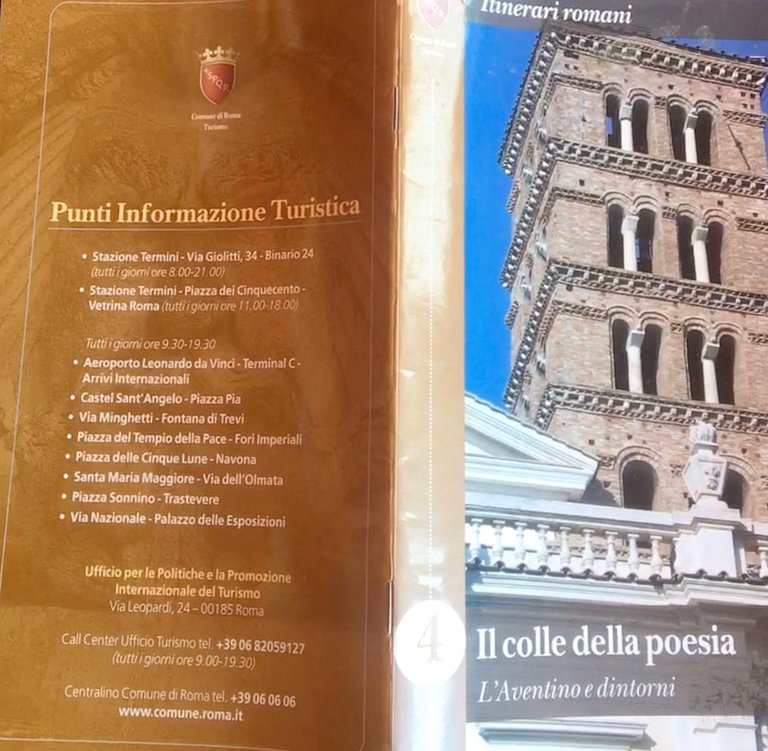 SPQR
Comune di Roma
Turismo
Punti Informazione Turistica
• Stazione Termini - Via Giolitti, 34 - Binario 24
(tutti i giorni ore 8.00-21.00)
• Stazione Termini - Piazza dei Cinquecento -
Vetrina Roma (tutti i giorni ore 11.00-18.00)
Tutti i giorni ore 9.30-19.30
• Aeroporto Leonardo da Vinci - Terminal C -
Arrivi Internazionali
• Castel Sant'Angelo - Piazza Pia
• Via Minghetti - Fontana di Trevi
• Piazza del Tempio della Pace - Fori Imperiali
• Piazza delle Cinque Lune - Navona
• Santa Maria Maggiore - Via dell'Olmata
• Piazza Sonnino - Trastevere
• Via Nazionale - Palazzo delle Esposizioni
Ufficio per le Politiche e la Promozione
Internazionale del Turismo
Via Leopardi, 24 – 00185 Roma
Call Center Ufficio Turismo tel. +39 06 82059127
(tutti i giorni ore 9.00-19.30)
Centralino Comune di Roma tel. +39 06 06 06
www.comune.roma.it
Comune di Roma
Turismo
Itinerari romani
4
Il colle della poesia
L'Aventino e dintorni